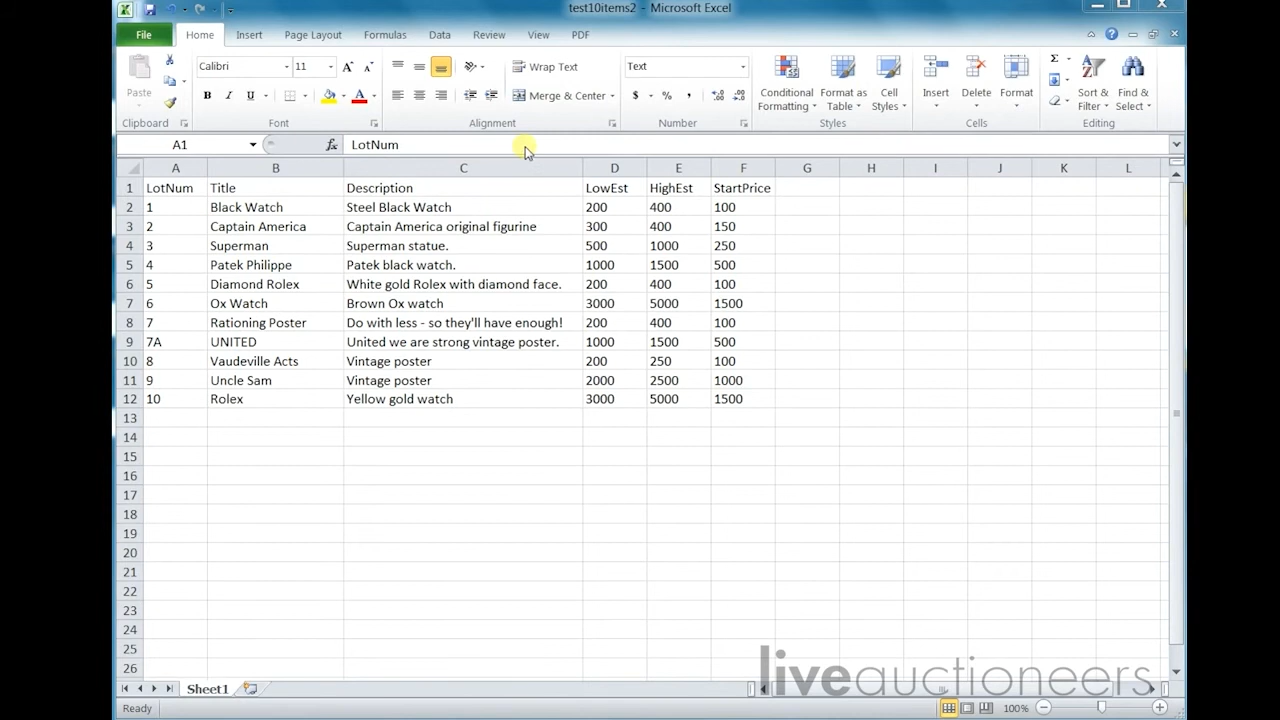 test10items2 - Microsoft Excel
File Home Insert Page Layout Formulas Data Review View PDF
Paste
Calibri 11
Wrap Text
Text
B I U
Merge & Center
$ % ,
Conditional Formatting
Format as Table
Cell Styles
Insert
Delete
Format
Sort & Filter
Find & Select
Clipboard Font Alignment Number Styles Cells Editing
A1 fx LotNum
A B C D E F G H I J K L
1 LotNum Title Description LowEst HighEst StartPrice
2 1 Black Watch Steel Black Watch 200 400 100
3 2 Captain America Captain America original figurine 300 400 150
4 3 Superman Superman statue. 500 1000 250
5 4 Patek Philippe Patek black watch. 1000 1500 500
6 5 Diamond Rolex White gold Rolex with diamond face. 200 400 100
7 6 Ox Watch Brown Ox watch 3000 5000 1500
8 7 Rationing Poster Do with less - so they'll have enough! 200 400 100
9 7A UNITED United we are strong vintage poster. 1000 1500 500
10 8 Vaudeville Acts Vintage poster 200 250 100
11 9 Uncle Sam Vintage poster 2000 2500 1000
12 10 Rolex Yellow gold watch 3000 5000 1500
13
14
15
16
17
18
19
20
21
22
23
24
25
26
liveauctioneers
Sheet1
Ready 100%